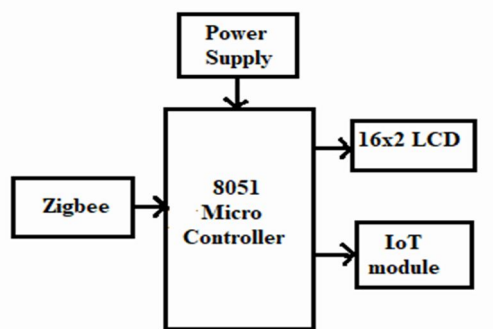 Power
Supply
16x2 LCD
8051
Micro
Controller
Zigbee
IoT
module